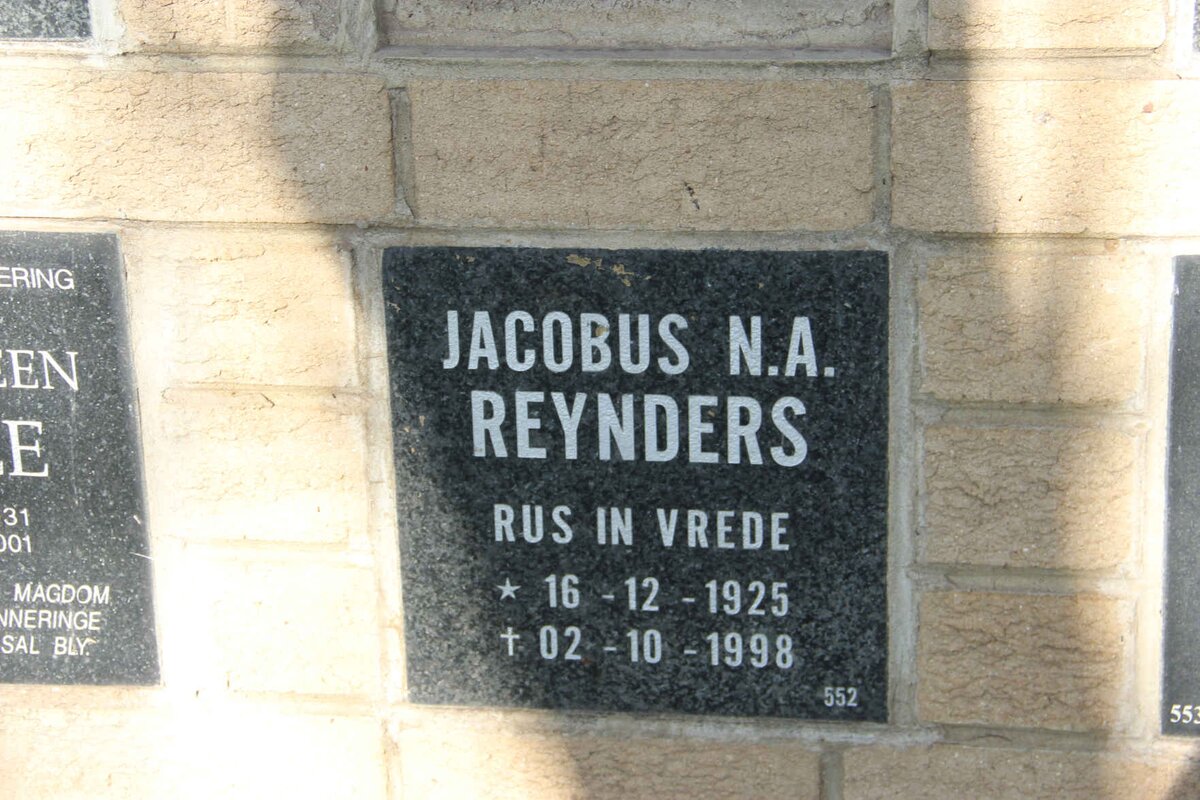 ERING
EEN
LE
31
001
MAGDOM
NNERINGE
SAL BLY
JACOBUS N.A.
REYNDERS
RUS IN VREDE
★ 16 - 12 - 1925
✝ 02 - 10 - 1998
552
553